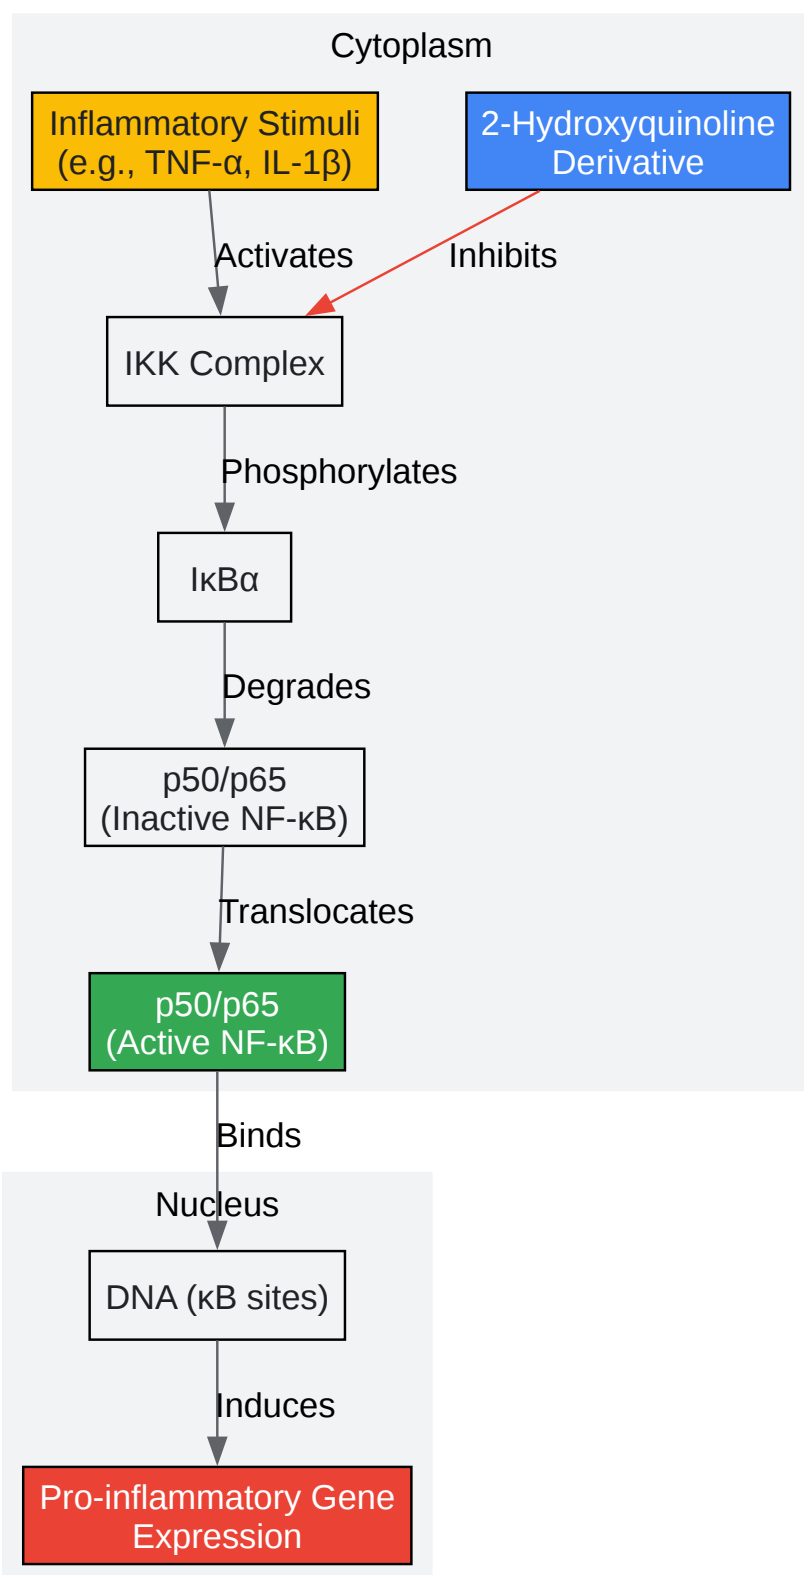 Cytoplasm
Inflammatory Stimuli
(e.g., TNF-α, IL-1β)
2-Hydroxyquinoline
Derivative
Activates
Inhibits
IKK Complex
Phosphorylates
IκBα
Degrades
p50/p65
(Inactive NF-κB)
Translocates
p50/p65
(Active NF-κB)
Binds
Nucleus
DNA (κB sites)
Induces
Pro-inflammatory Gene
Expression